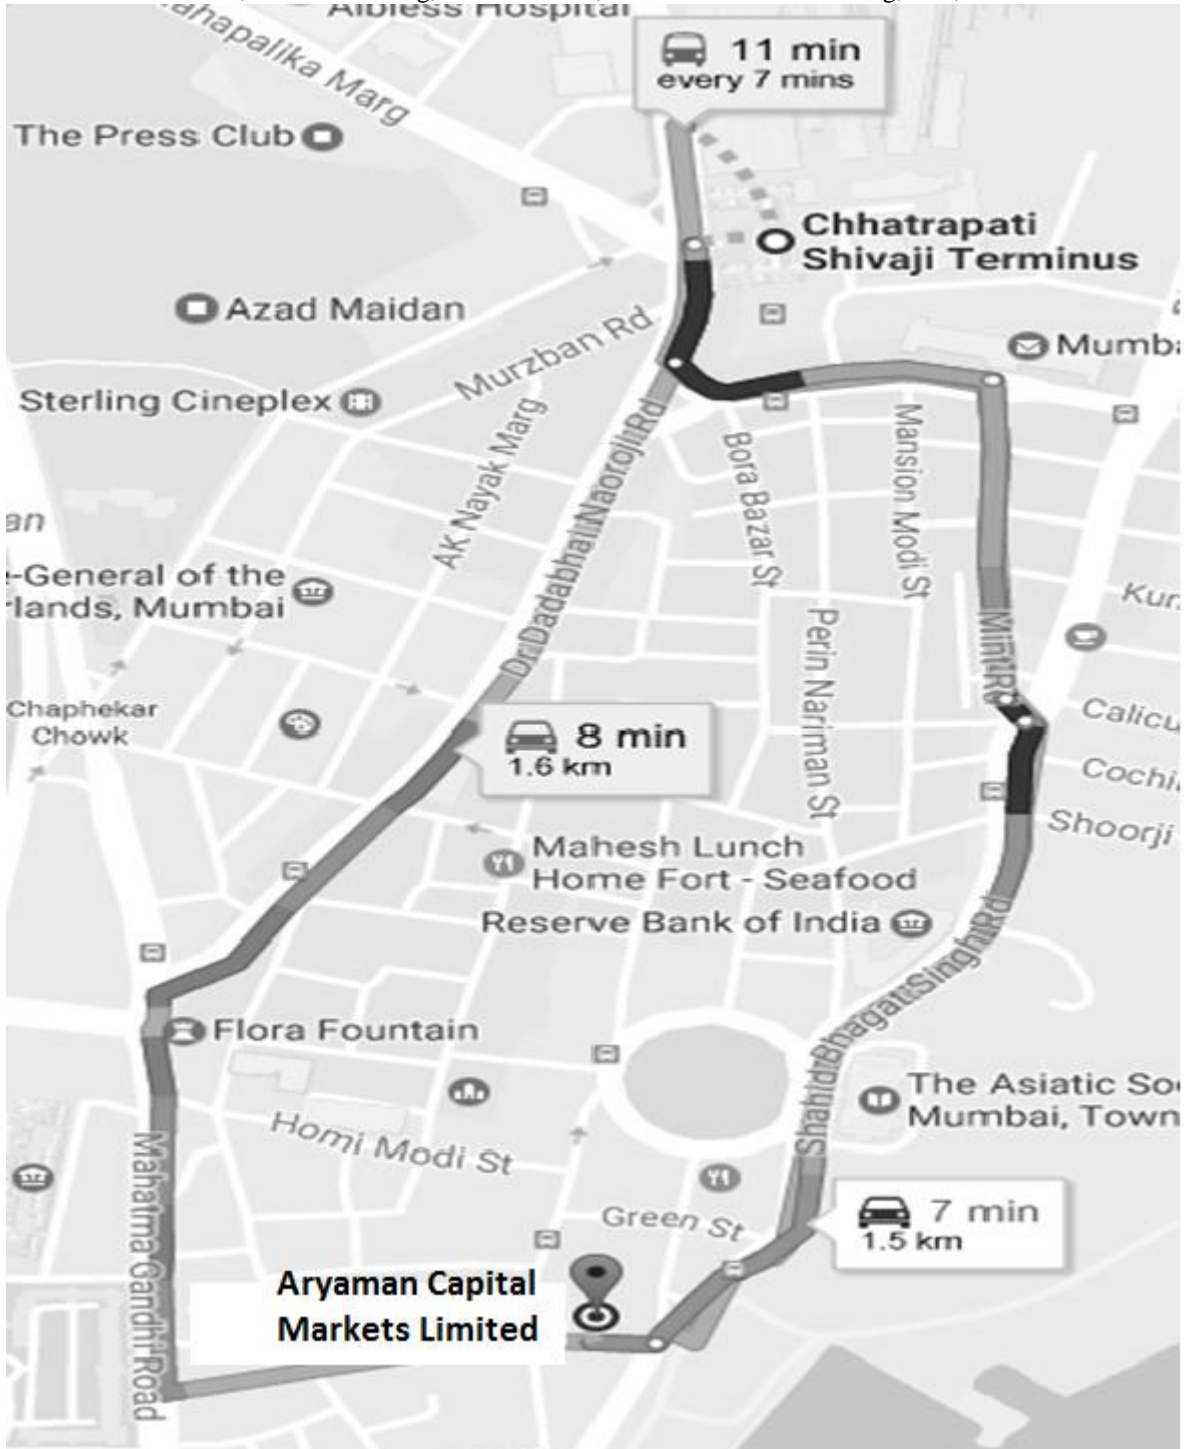 Albless Hospital
ahapalika Marg
11 min
every 7 mins
The Press Club
Chhatrapati
Shivaji Terminus
Azad Maidan
Murzban Rd
Mumba
Sterling Cineplex
AK Nayak Marg
Dr Dadabhai Naoroji Rd
Bora Bazar St
Mansion Modi St
an
-General of the
rlands, Mumbai
Kur
Perin Nariman St
Mint Rd
Chaphekar
Chowk
8 min
1.6 km
Calicu
Cochi
Shoorji
Mahesh Lunch
Home Fort - Seafood
Reserve Bank of India
Shahid Bhagat Singh Rd
Flora Fountain
The Asiatic So
Mumbai, Town
Homi Modi St
Mahatma Gandhi Road
Green St
7 min
1.5 km
Aryaman Capital
Markets Limited